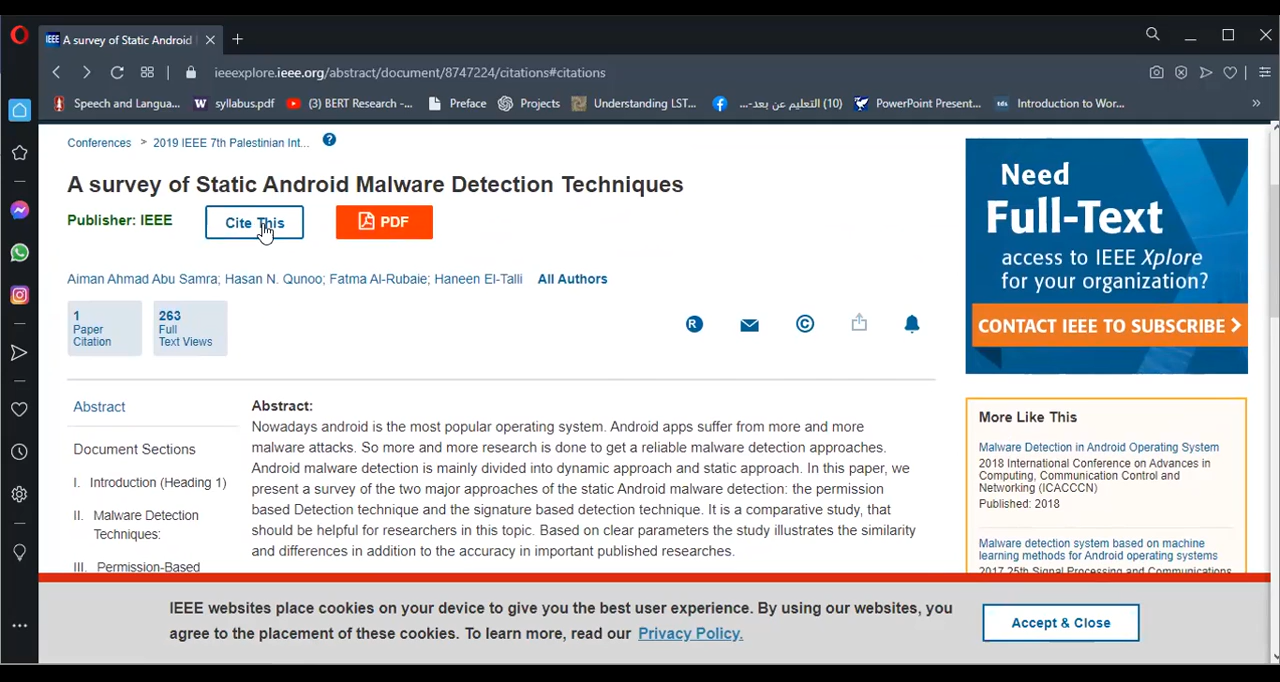 IEEE A survey of Static Android
ieeexplore.ieee.org/abstract/document/8747224/citations#citations
Speech and Langua... W syllabus.pdf (3) BERT Research -... Preface Projects Understanding LST... (10) التعليم عن بعد-... PowerPoint Present... tds Introduction to Wor... »
Conferences > 2019 IEEE 7th Palestinian Int... ?
A survey of Static Android Malware Detection Techniques
Publisher: IEEE Cite This PDF
Aiman Ahmad Abu Samra; Hasan N. Qunoo; Fatma Al-Rubaie; Haneen El-Talli All Authors
1
Paper
Citation
263
Full
Text Views
R ©
Abstract
Document Sections
I. Introduction (Heading 1)
II. Malware Detection
Techniques:
III. Permission-Based
Abstract:
Nowadays android is the most popular operating system. Android apps suffer from more and more
malware attacks. So more and more research is done to get a reliable malware detection approaches.
Android malware detection is mainly divided into dynamic approach and static approach. In this paper, we
present a survey of the two major approaches of the static Android malware detection: the permission
based Detection technique and the signature based detection technique. It is a comparative study, that
should be helpful for researchers in this topic. Based on clear parameters the study illustrates the similarity
and differences in addition to the accuracy in important published researches.
Need
Full-Text
access to IEEE Xplore
for your organization?
CONTACT IEEE TO SUBSCRIBE >
More Like This
Malware Detection in Android Operating System
2018 International Conference on Advances in
Computing, Communication Control and
Networking (ICACCCN)
Published: 2018
Malware detection system based on machine
learning methods for Android operating systems
2017 25th Signal Processing and Communications
IEEE websites place cookies on your device to give you the best user experience. By using our websites, you
agree to the placement of these cookies. To learn more, read our Privacy Policy.
Accept & Close